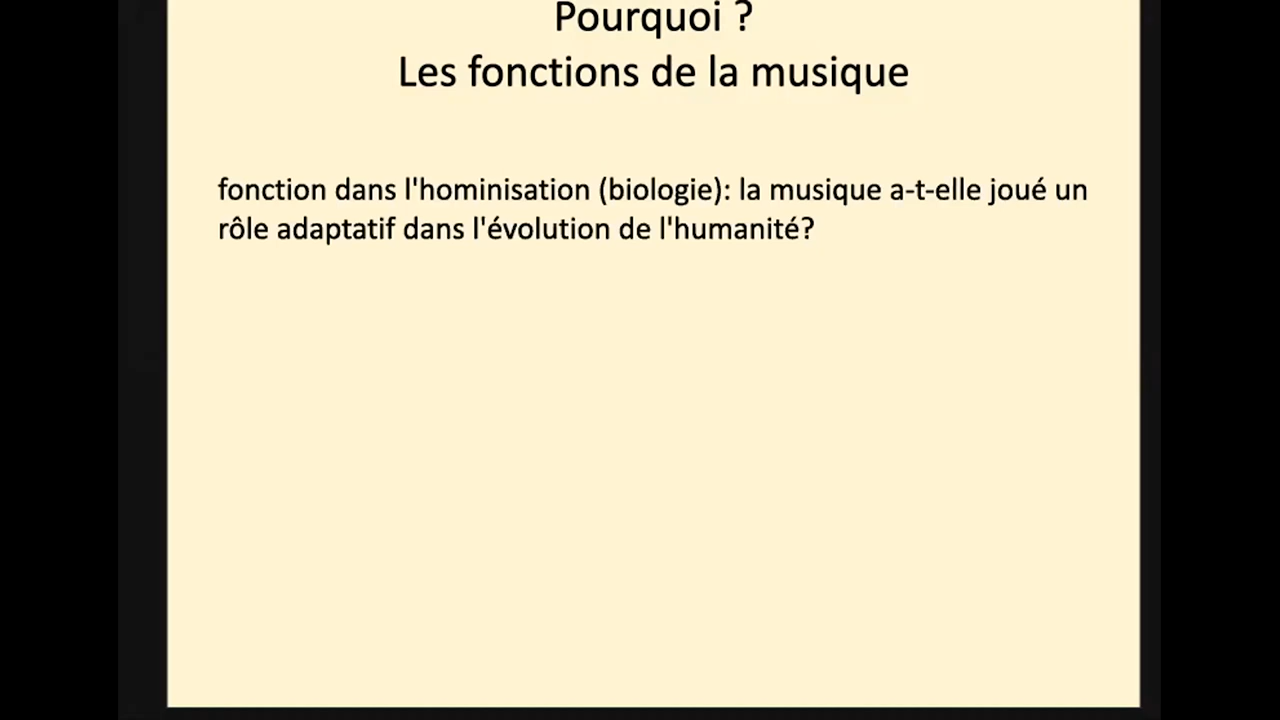 Pourquoi ?
Les fonctions de la musique
fonction dans l'hominisation (biologie): la musique a-t-elle joué un
rôle adaptatif dans l'évolution de l'humanité?